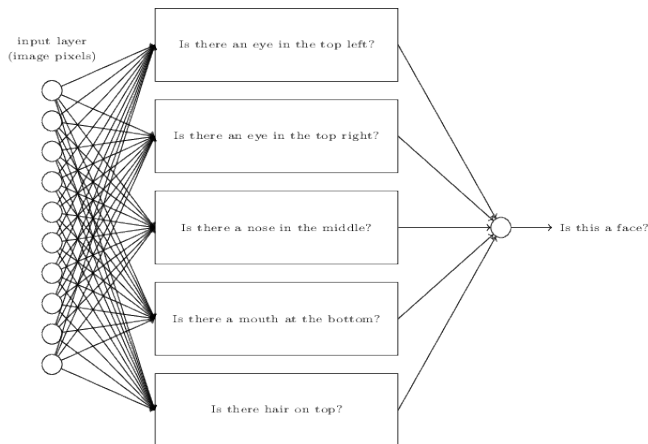 input layer
(image pixels)
Is there an eye in the top left?
Is there an eye in the top right?
Is there a nose in the middle?
Is there a mouth at the bottom?
Is there hair on top?
Is this a face?